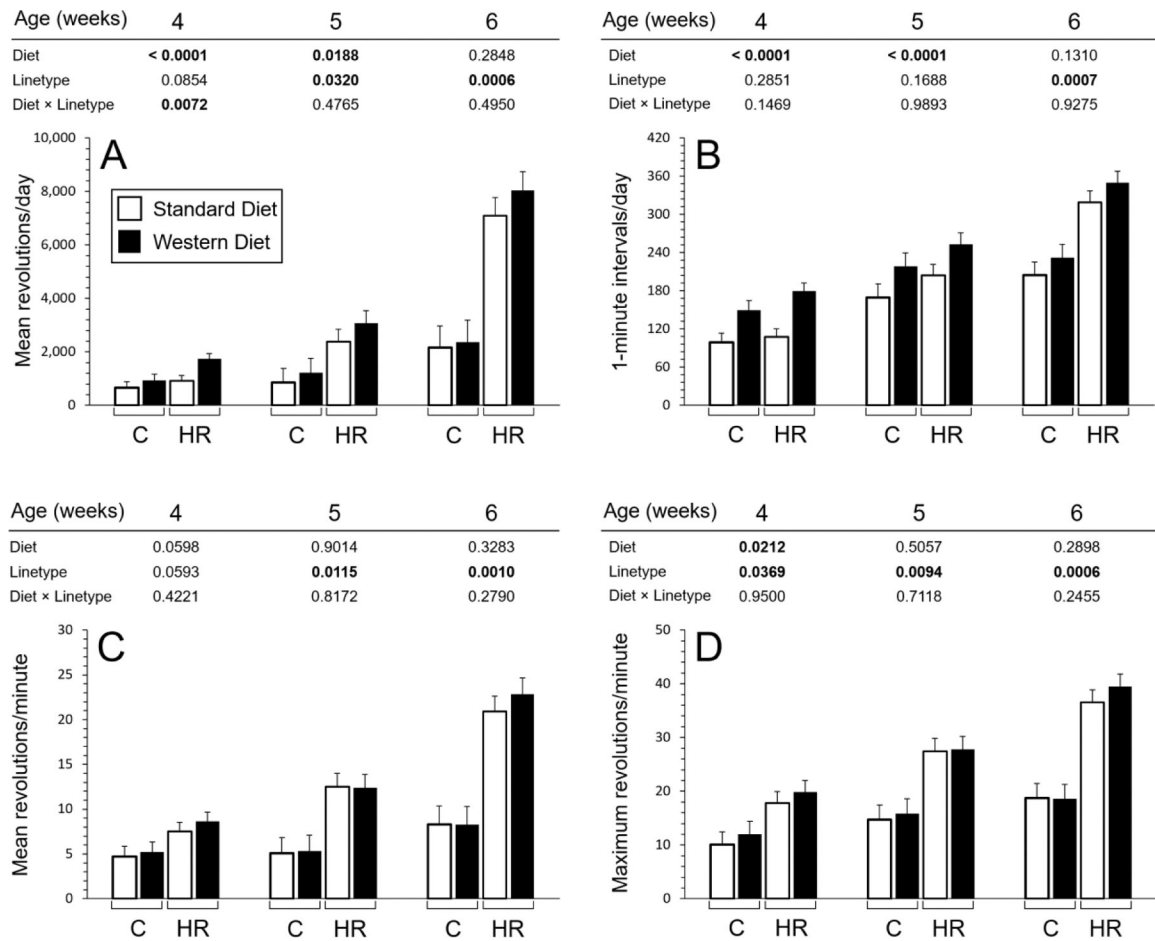 Age (weeks) 4 5 6
Diet < 0.0001 0.0188 0.2848
Linetype 0.0854 0.0320 0.0006
Diet × Linetype 0.0072 0.4765 0.4950
A
Mean revolutions/day
10,000
8,000
6,000
4,000
2,000
0
Standard Diet
Western Diet
C HR C HR C HR
Age (weeks) 4 5 6
Diet < 0.0001 < 0.0001 0.1310
Linetype 0.2851 0.1688 0.0007
Diet × Linetype 0.1469 0.9893 0.9275
B
1-minute intervals/day
420
360
300
240
180
120
60
0
C HR C HR C HR
Age (weeks) 4 5 6
Diet 0.0598 0.9014 0.3283
Linetype 0.0593 0.0115 0.0010
Diet × Linetype 0.4221 0.8172 0.2790
C
Mean revolutions/minute
30
25
20
15
10
5
0
C HR C HR C HR
Age (weeks) 4 5 6
Diet 0.0212 0.5057 0.2898
Linetype 0.0369 0.0094 0.0006
Diet × Linetype 0.9500 0.7118 0.2455
D
Maximum revolutions/minute
50
40
30
20
10
0
C HR C HR C HR